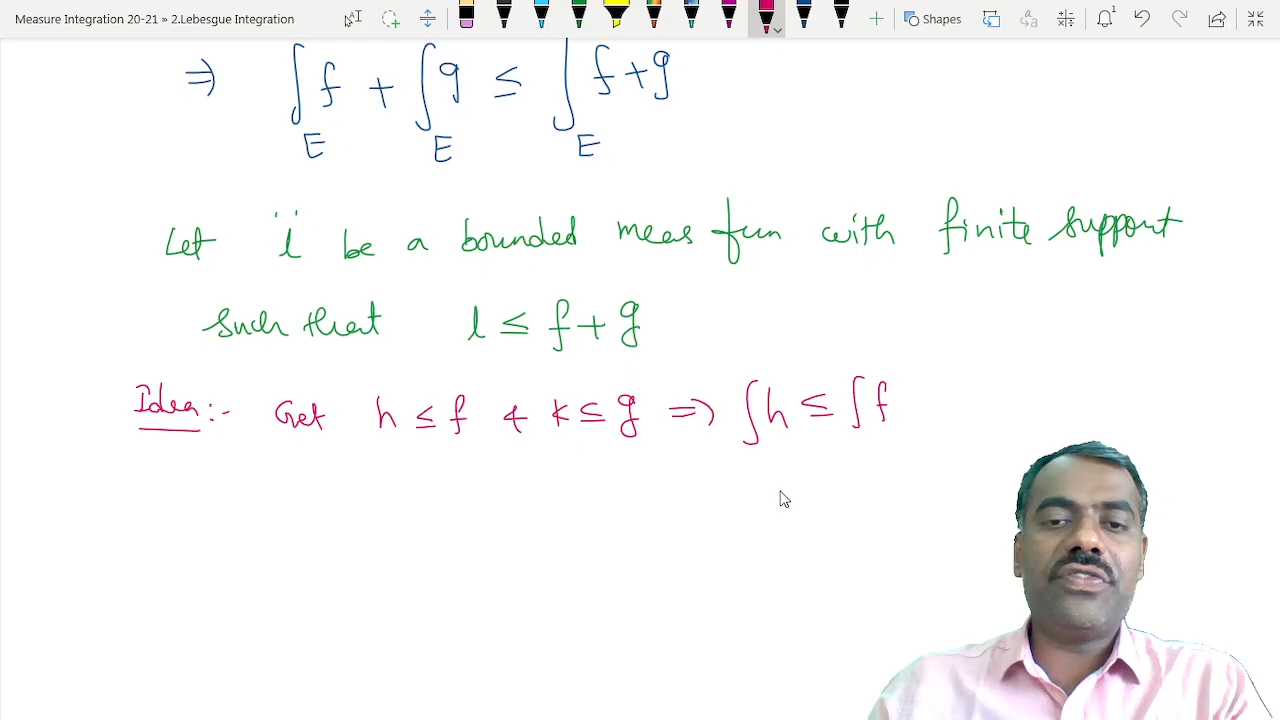 Measure Integration 20-21 » 2.Lebesgue Integration
Shapes
⇒ ∫_E f + ∫_E g ≤ ∫_E f+g
Let l be a bounded meas fun with finite support
such that l ≤ f+g
Idea:- Get h ≤ f & k ≤ g ⇒ ∫h ≤ ∫f